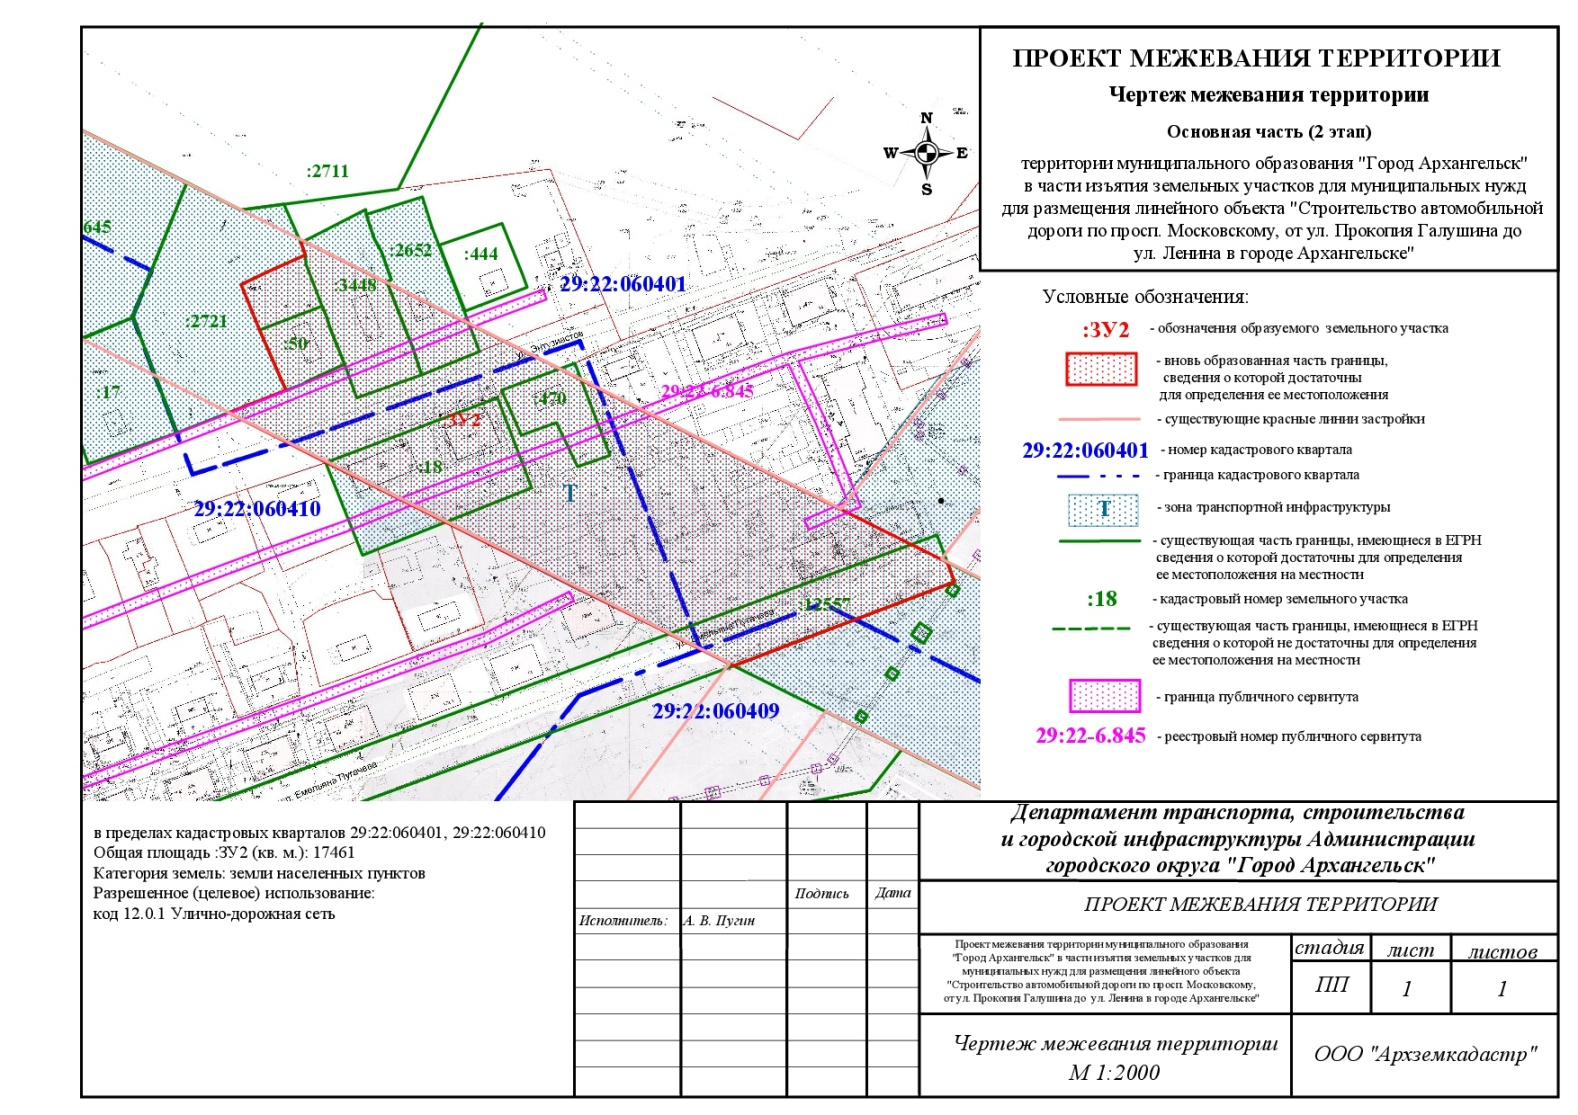 ПРОЕКТ МЕЖЕВАНИЯ ТЕРРИТОРИИ
Чертеж межевания территории
Основная часть (2 этап)
территории муниципального образования "Город Архангельск"
в части изъятия земельных участков для муниципальных нужд
для размещения линейного объекта "Строительство автомобильной
дороги по просп. Московскому, от ул. Прокопия Галушина до
ул. Ленина в городе Архангельске"
N
W E
S
:2711
645
:2652
:444
:3448
29:22:060401
:2721
:50
Энтузиастов
:17
29:22-6.845
:470
:ЗУ2
:18
Т
29:22:060410
:12557
Емельяна Пугачева
29:22:060409
ул. Емельяна Пугачева
Условные обозначения:
:ЗУ2 - обозначения образуемого земельного участка
- вновь образованная часть границы,
сведения о которой достаточны
для определения ее местоположения
- существующие красные линии застройки
29:22:060401 - номер кадастрового квартала
- граница кадастрового квартала
Т - зона транспортной инфраструктуры
- существующая часть границы, имеющиеся в ЕГРН
сведения о которой достаточны для определения
ее местоположения на местности
:18 - кадастровый номер земельного участка
- существующая часть границы, имеющиеся в ЕГРН
сведения о которой не достаточны для определения
ее местоположения на местности
- граница публичного сервитута
29:22-6.845 - реестровый номер публичного сервитута
в пределах кадастровых кварталов 29:22:060401, 29:22:060410
Общая площадь :ЗУ2 (кв. м.): 17461
Категория земель: земли населенных пунктов
Разрешенное (целевое) использование:
код 12.0.1 Улично-дорожная сеть
Подпись Дата
Исполнитель: А. В. Пугин
Департамент транспорта, строительства
и городской инфраструктуры Администрации
городского округа "Город Архангельск"
ПРОЕКТ МЕЖЕВАНИЯ ТЕРРИТОРИИ
Проект межевания территории муниципального образования
"Город Архангельск" в части изъятия земельных участков для
муниципальных нужд для размещения линейного объекта
"Строительство автомобильной дороги по просп. Московскому,
от ул. Прокопия Галушина до ул. Ленина в городе Архангельске"
стадия лист листов
ПП 1 1
Чертеж межевания территории
М 1:2000
ООО "Архземкадастр"